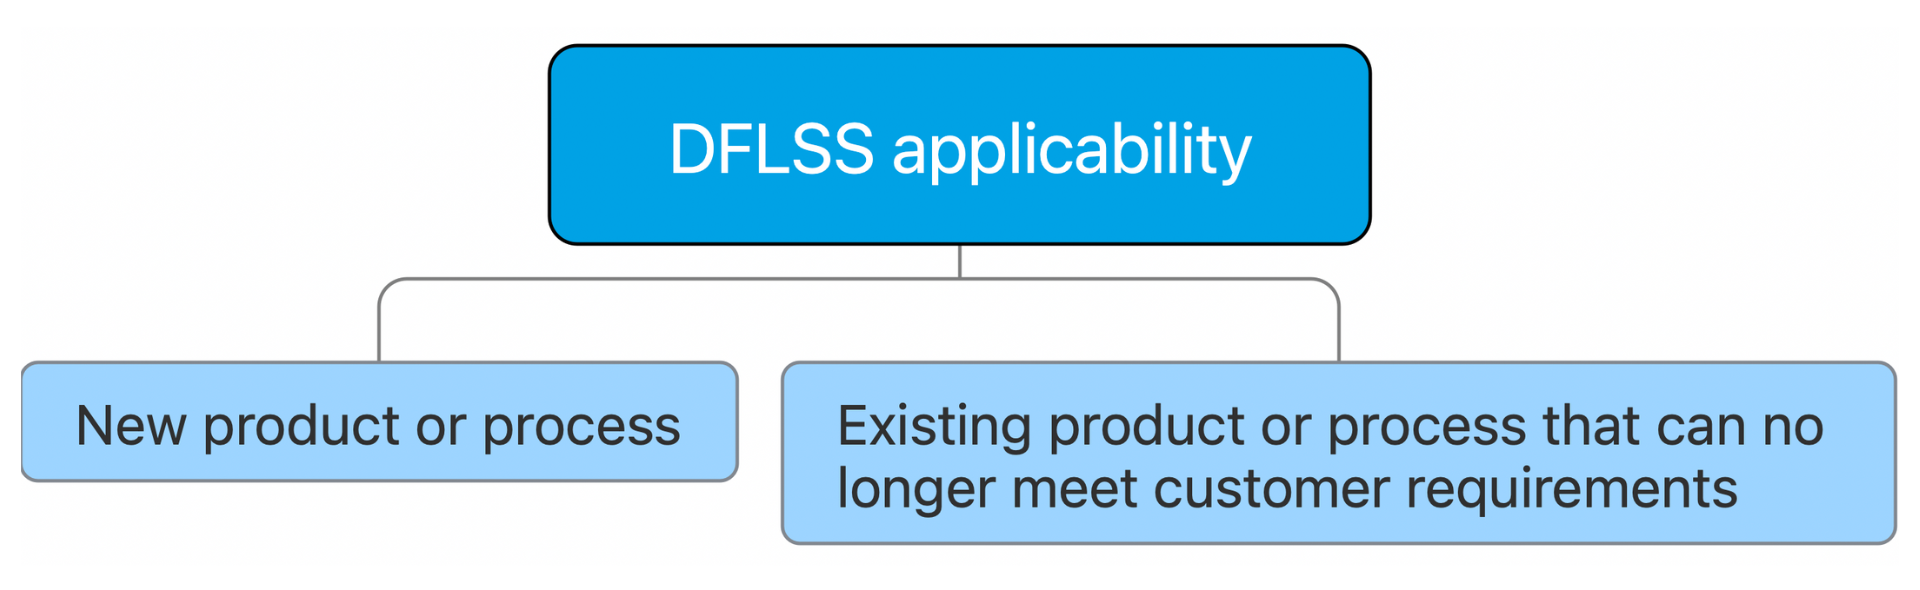 DFLSS applicability
New product or process
Existing product or process that can no
longer meet customer requirements